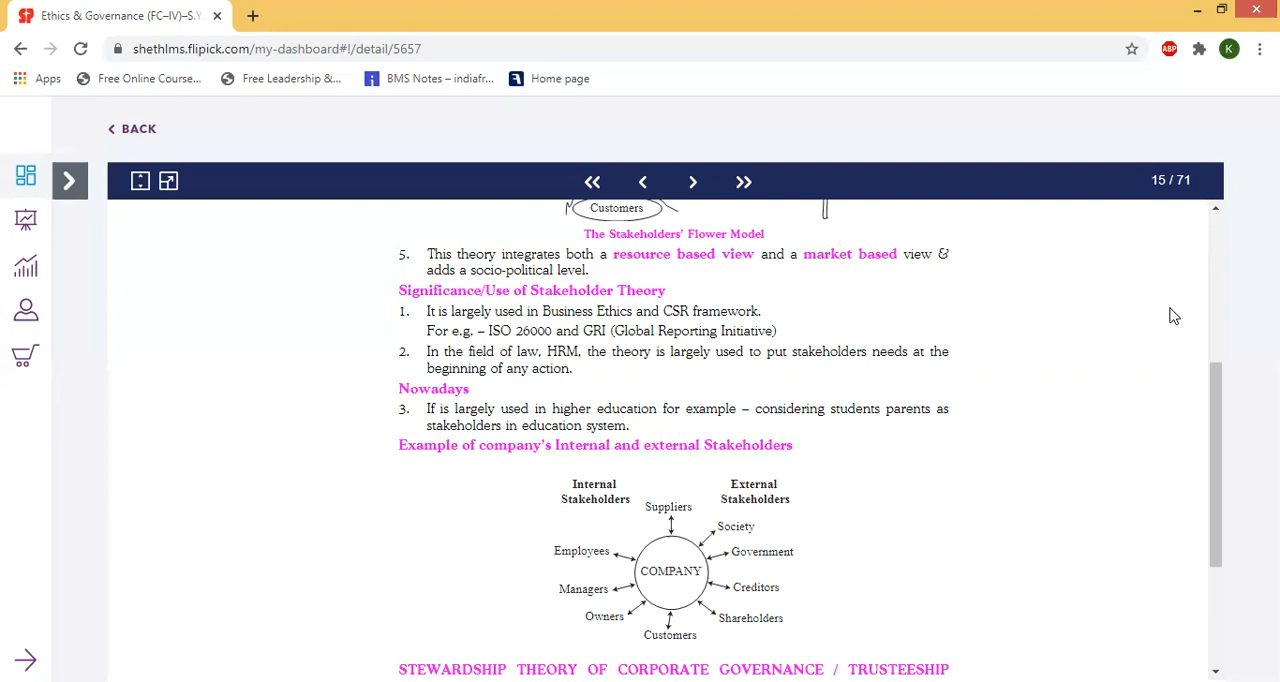 Ethics & Governance (FC–IV)–S.Y.
shethlms.flipick.com/my-dashboard#!/detail/5657
ABP
K
Apps
Free Online Course...
Free Leadership &...
BMS Notes – indiafr...
Home page
BACK
15 / 71
Customers
The Stakeholders' Flower Model
5. This theory integrates both a resource based view and a market based view &
adds a socio-political level.
Significance/Use of Stakeholder Theory
1. It is largely used in Business Ethics and CSR framework.
For e.g. – ISO 26000 and GRI (Global Reporting Initiative)
2. In the field of law, HRM, the theory is largely used to put stakeholders needs at the
beginning of any action.
Nowadays
3. If is largely used in higher education for example – considering students parents as
stakeholders in education system.
Example of company's Internal and external Stakeholders
Internal
Stakeholders
External
Stakeholders
Suppliers
Society
Employees
Government
COMPANY
Managers
Creditors
Owners
Shareholders
Customers
STEWARDSHIP THEORY OF CORPORATE GOVERNANCE / TRUSTEESHIP